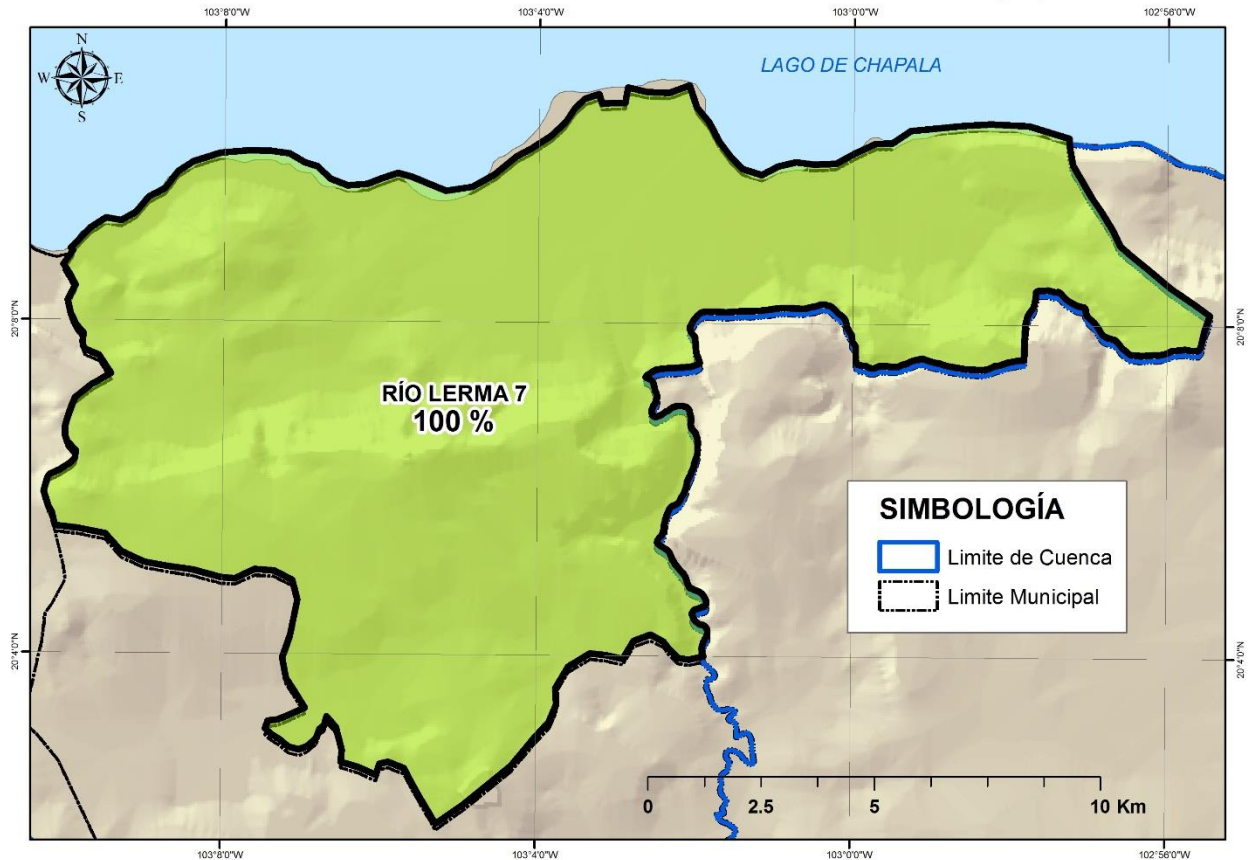 103°8'0"W
103°4'0"W
103°0'0"W
102°56'0"W
N
W
E
S
LAGO DE CHAPALA
20°8'0"N
20°8'0"N
RÍO LERMA 7
100 %
SIMBOLOGÍA
Limite de Cuenca
Limite Municipal
20°4'0"N
20°4'0"N
0
2.5
5
10 Km
103°8'0"W
103°4'0"W
103°0'0"W
102°56'0"W